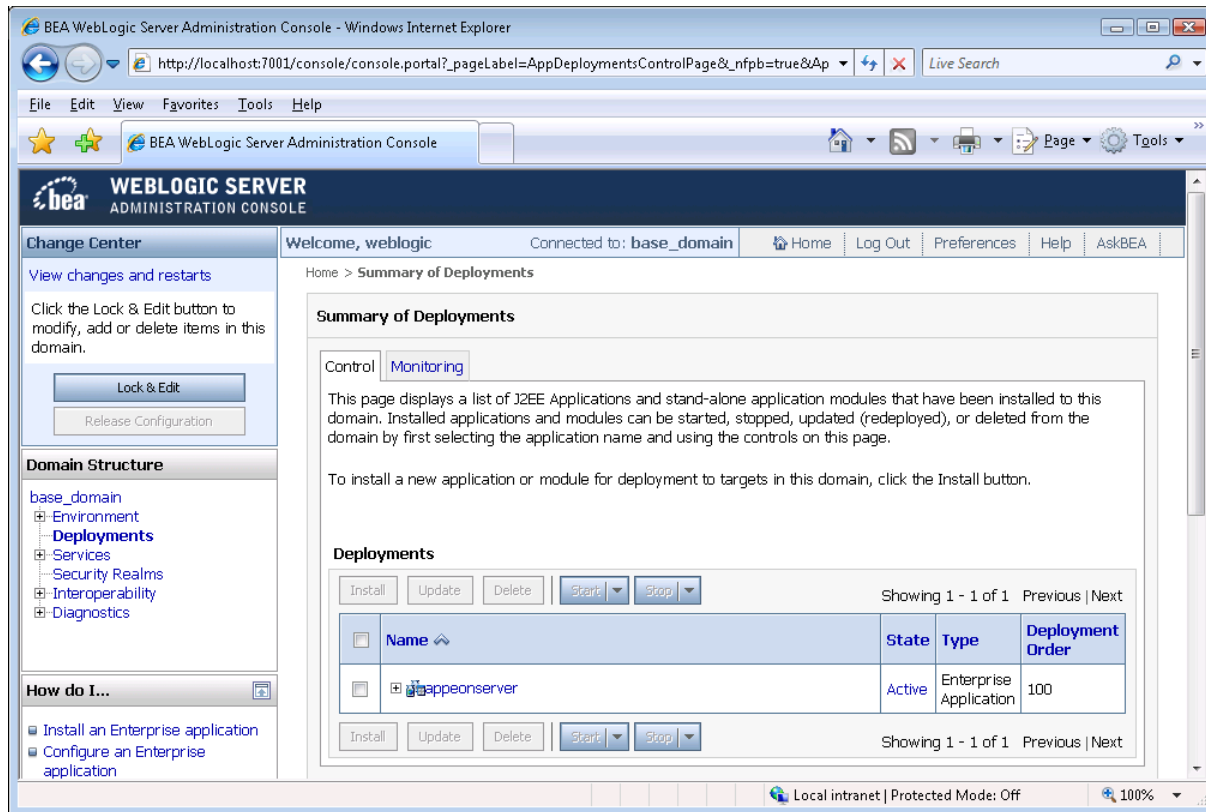 BEA WebLogic Server Administration Console - Windows Internet Explorer
http://localhost:7001/console/console.portal?_pageLabel=AppDeploymentsControlPage&_nfpb=true&Ap
Live Search
File Edit View Favorites Tools Help
BEA WebLogic Server Administration Console
Page Tools
bea
WEBLOGIC SERVER
ADMINISTRATION CONSOLE
Change Center
View changes and restarts
Click the Lock & Edit button to
modify, add or delete items in this
domain.
Lock & Edit
Release Configuration
Domain Structure
base_domain
Environment
Deployments
Services
Security Realms
Interoperability
Diagnostics
How do I...
Install an Enterprise application
Configure an Enterprise
application
Welcome, weblogic Connected to: base_domain Home Log Out Preferences Help AskBEA
Home > Summary of Deployments
Summary of Deployments
Control Monitoring
This page displays a list of J2EE Applications and stand-alone application modules that have been installed to this
domain. Installed applications and modules can be started, stopped, updated (redeployed), or deleted from the
domain by first selecting the application name and using the controls on this page.
To install a new application or module for deployment to targets in this domain, click the Install button.
Deployments
Install Update Delete Start Stop Showing 1 - 1 of 1 Previous | Next
Name State Type Deployment
Order
appeonserver Active Enterprise
Application 100
Install Update Delete Start Stop Showing 1 - 1 of 1 Previous | Next
Local intranet | Protected Mode: Off 100%